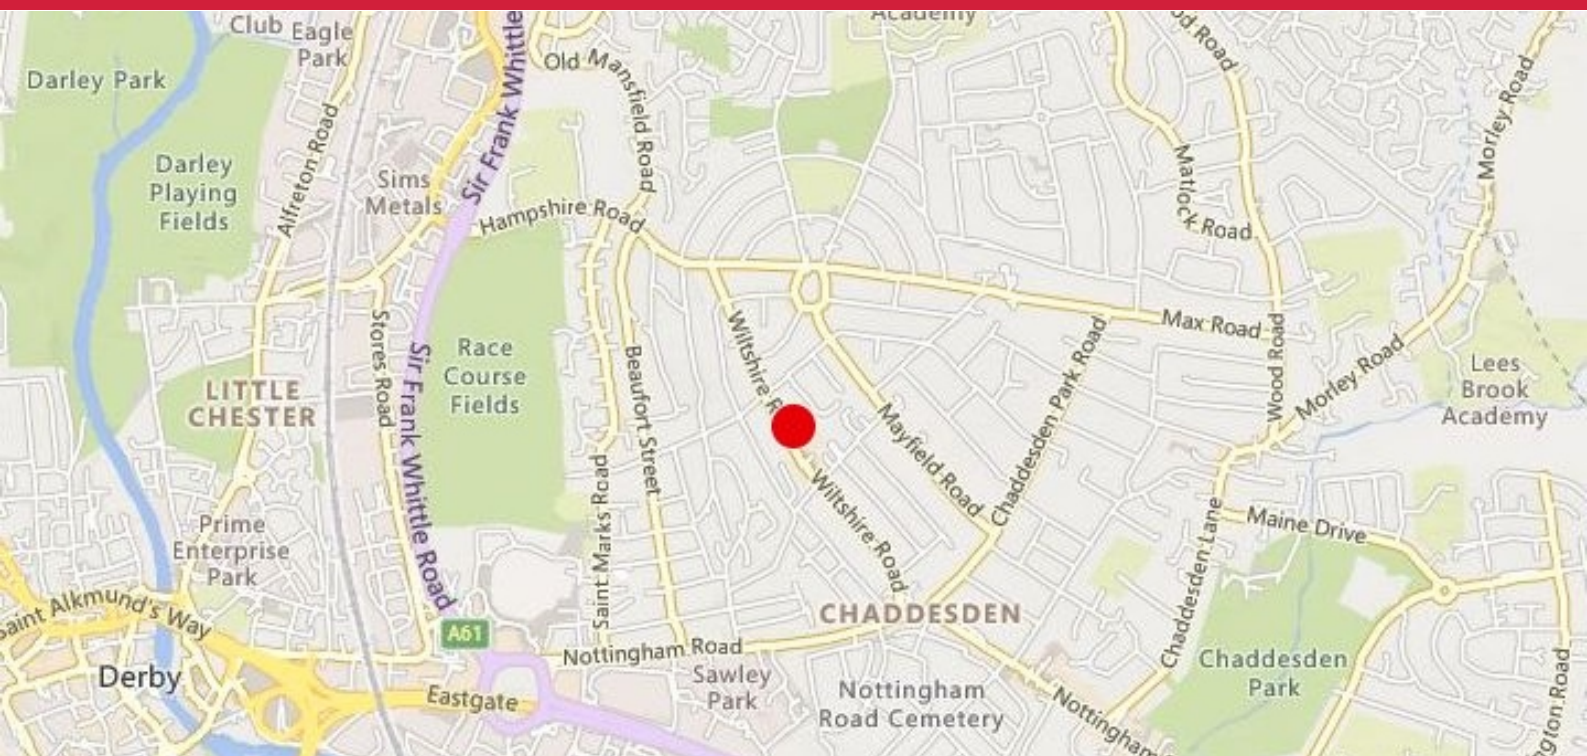 Academy
Club
Eagle
Park
Sir Frank Whittle
Old Mansfield Road
Darley Park
Morley Road
Alfreton Road
Darley
Playing
Fields
Sims
Metals
Matlock Road
Hampshire Road
Stores Road
Max Road
Wiltshire
Chaddesden Park Road
Wood Road
Morley Road
Race
Course
Fields
Sir Frank Whittle Road
Beaufort Street
Lees
Brook
Academy
LITTLE
CHESTER
Mayfield Road
Saint Marks Road
Wiltshire Road
Chaddesden Lane
Maine Drive
Prime
Enterprise
Park
Saint Alkmund's Way
CHADDESDEN
A61
Nottingham Road
Derby
Eastgate
Sawley
Park
Nottingham
Road Cemetery
Nottingham
Chaddesden
Park